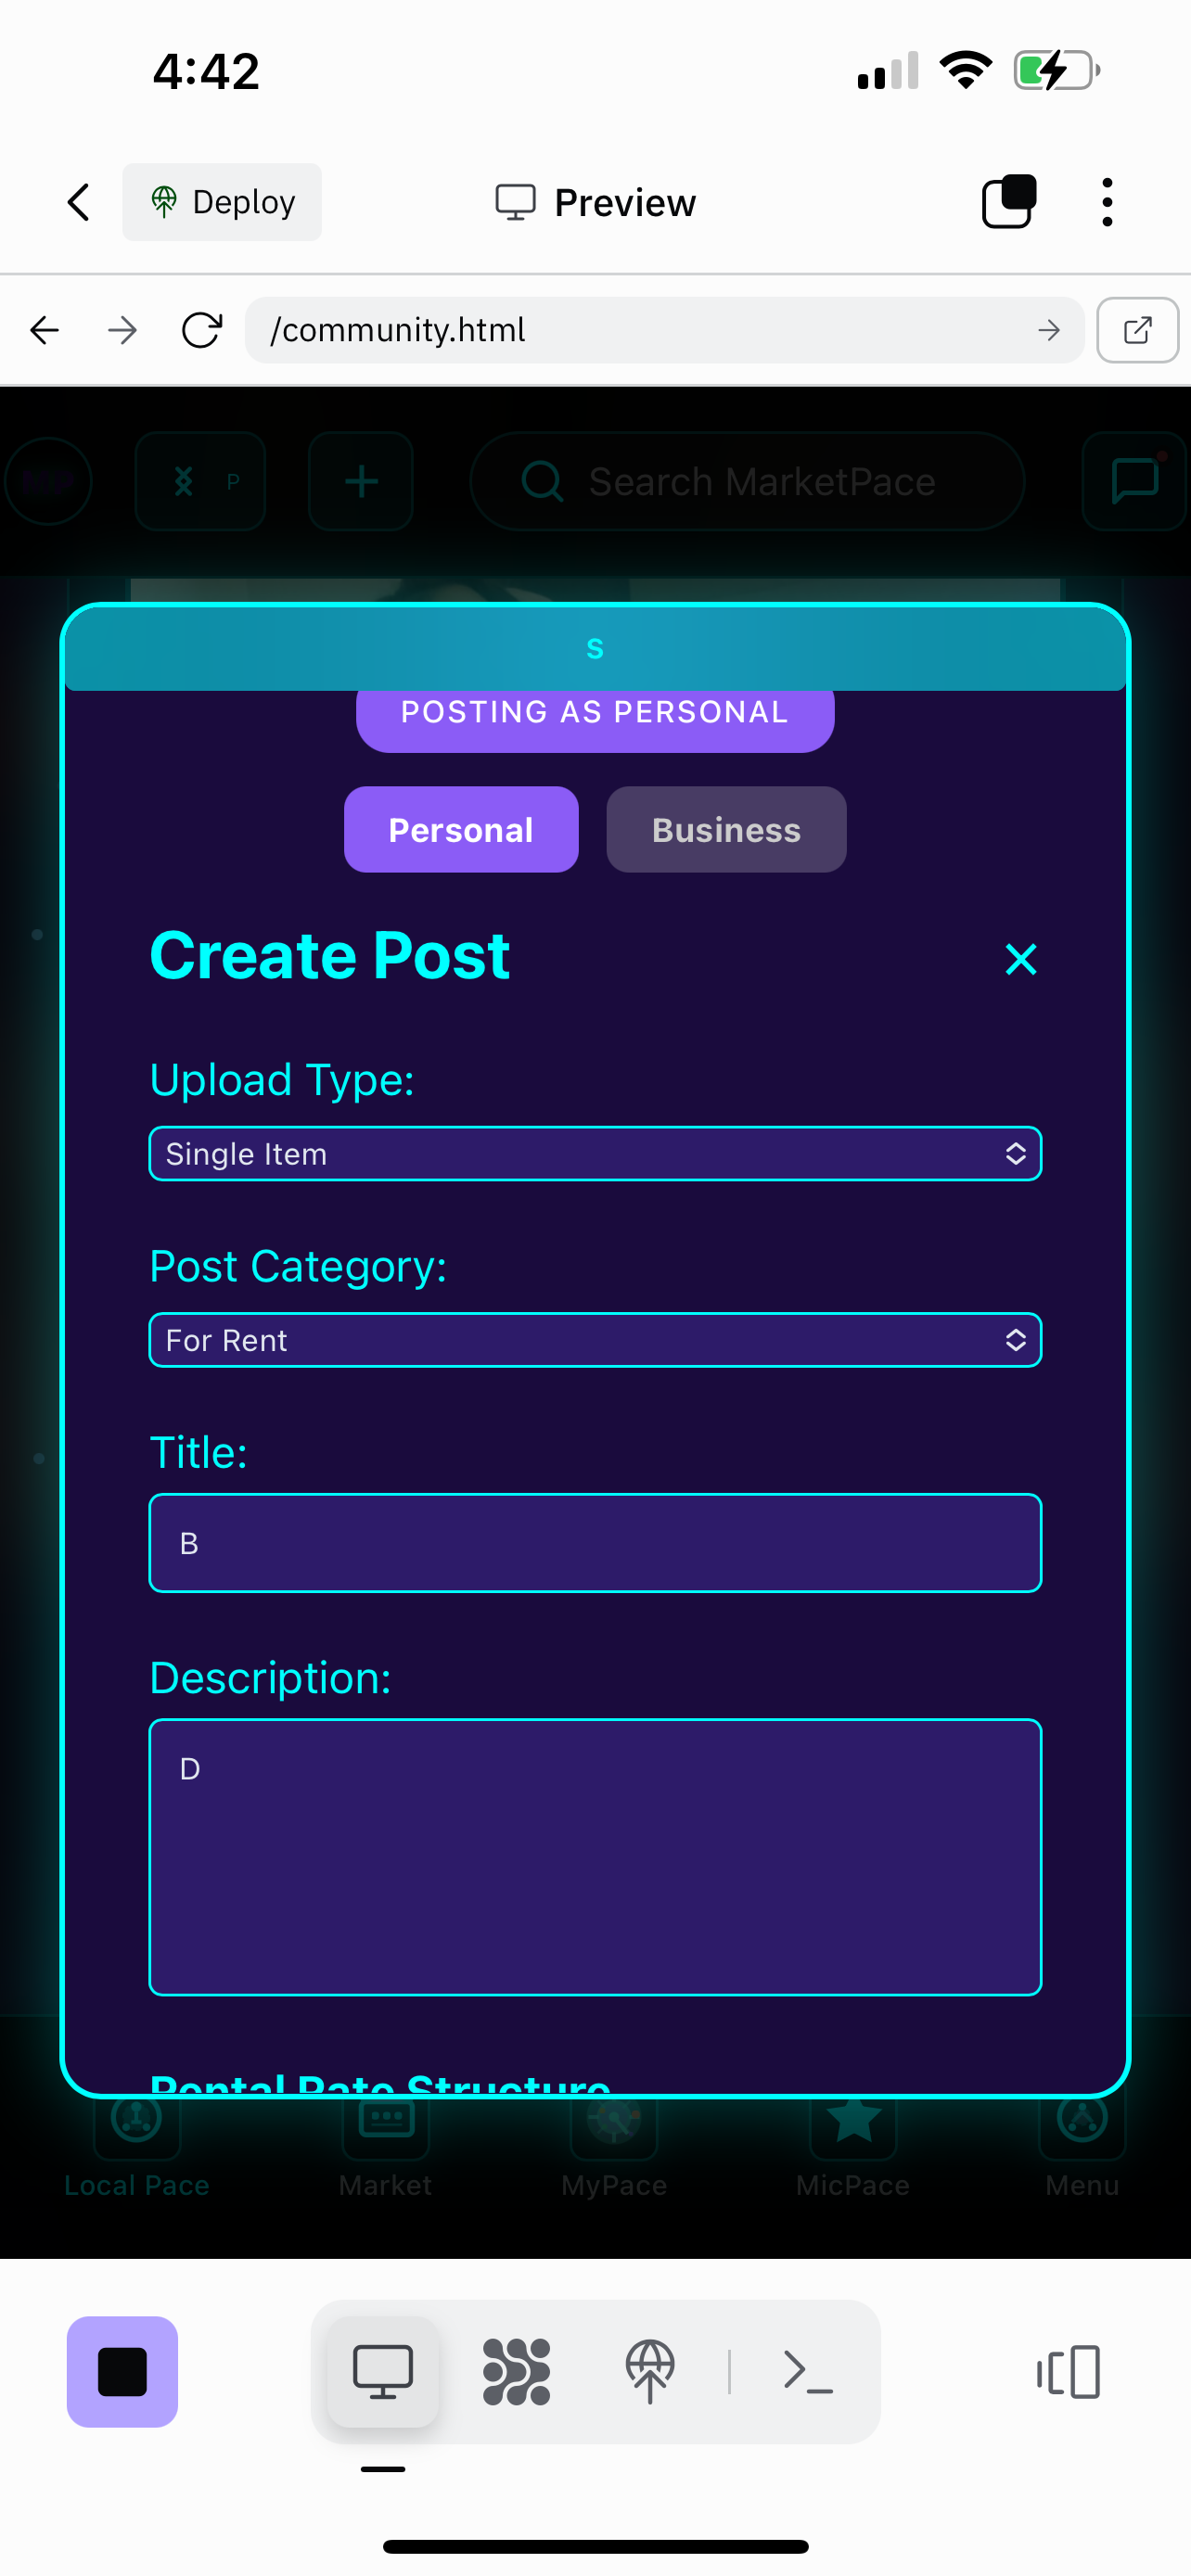 4:42
Deploy
Preview
/community.html
P
Search MarketPace
S
POSTING AS PERSONAL
Personal
Business
Create Post
Upload Type:
Single Item
Post Category:
For Rent
Title:
B
Description:
D
Rental Rate Structure
Local Pace
Market
MyPace
MicPace
Menu